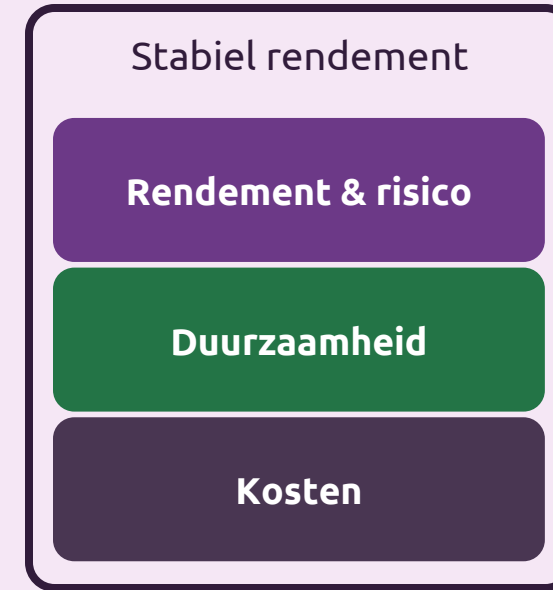 Stabiel rendement
Rendement & risico
Duurzaamheid
Kosten